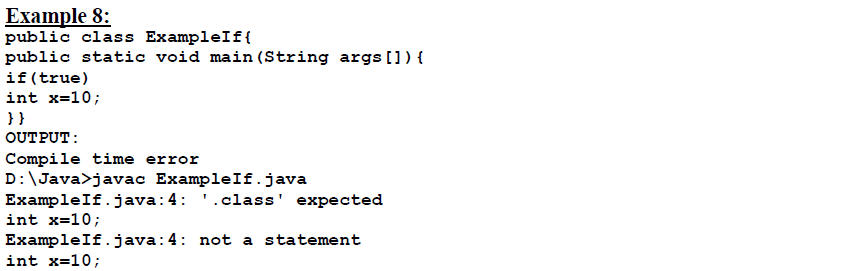 Example 8:
public class ExampleIf{
public static void main(String args[]){
if(true)
int x=10;
}}
OUTPUT:
Compile time error
D:\Java>javac ExampleIf.java
ExampleIf.java:4: '.class' expected
int x=10;
ExampleIf.java:4: not a statement
int x=10;